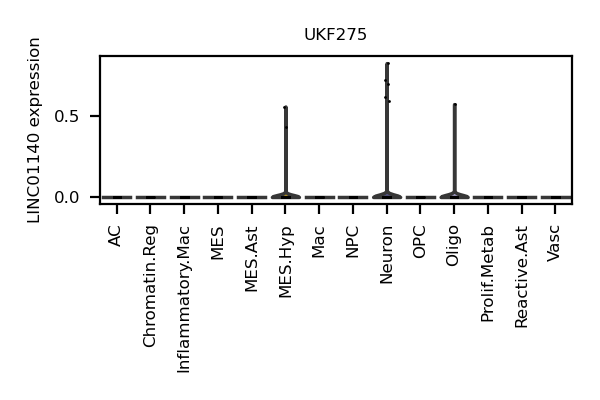 UKF275
LINC01140 expression
0.5
0.0
AC
Chromatin.Reg
Inflammatory.Mac
MES
MES.Ast
MES.Hyp
Mac
NPC
Neuron
OPC
Oligo
Prolif.Metab
Reactive.Ast
Vasc